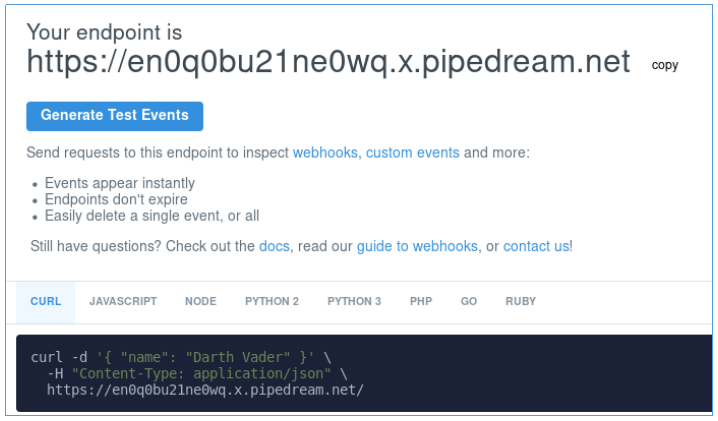 Your endpoint is
https://en0q0bu21ne0wq.x.pipedream.net copy
Generate Test Events
Send requests to this endpoint to inspect webhooks, custom events and more:
• Events appear instantly
• Endpoints don't expire
• Easily delete a single event, or all
Still have questions? Check out the docs, read our guide to webhooks, or contact us!
CURL JAVASCRIPT NODE PYTHON 2 PYTHON 3 PHP GO RUBY
curl -d '{ "name": "Darth Vader" }' \
-H "Content-Type: application/json" \
https://en0q0bu21ne0wq.x.pipedream.net/